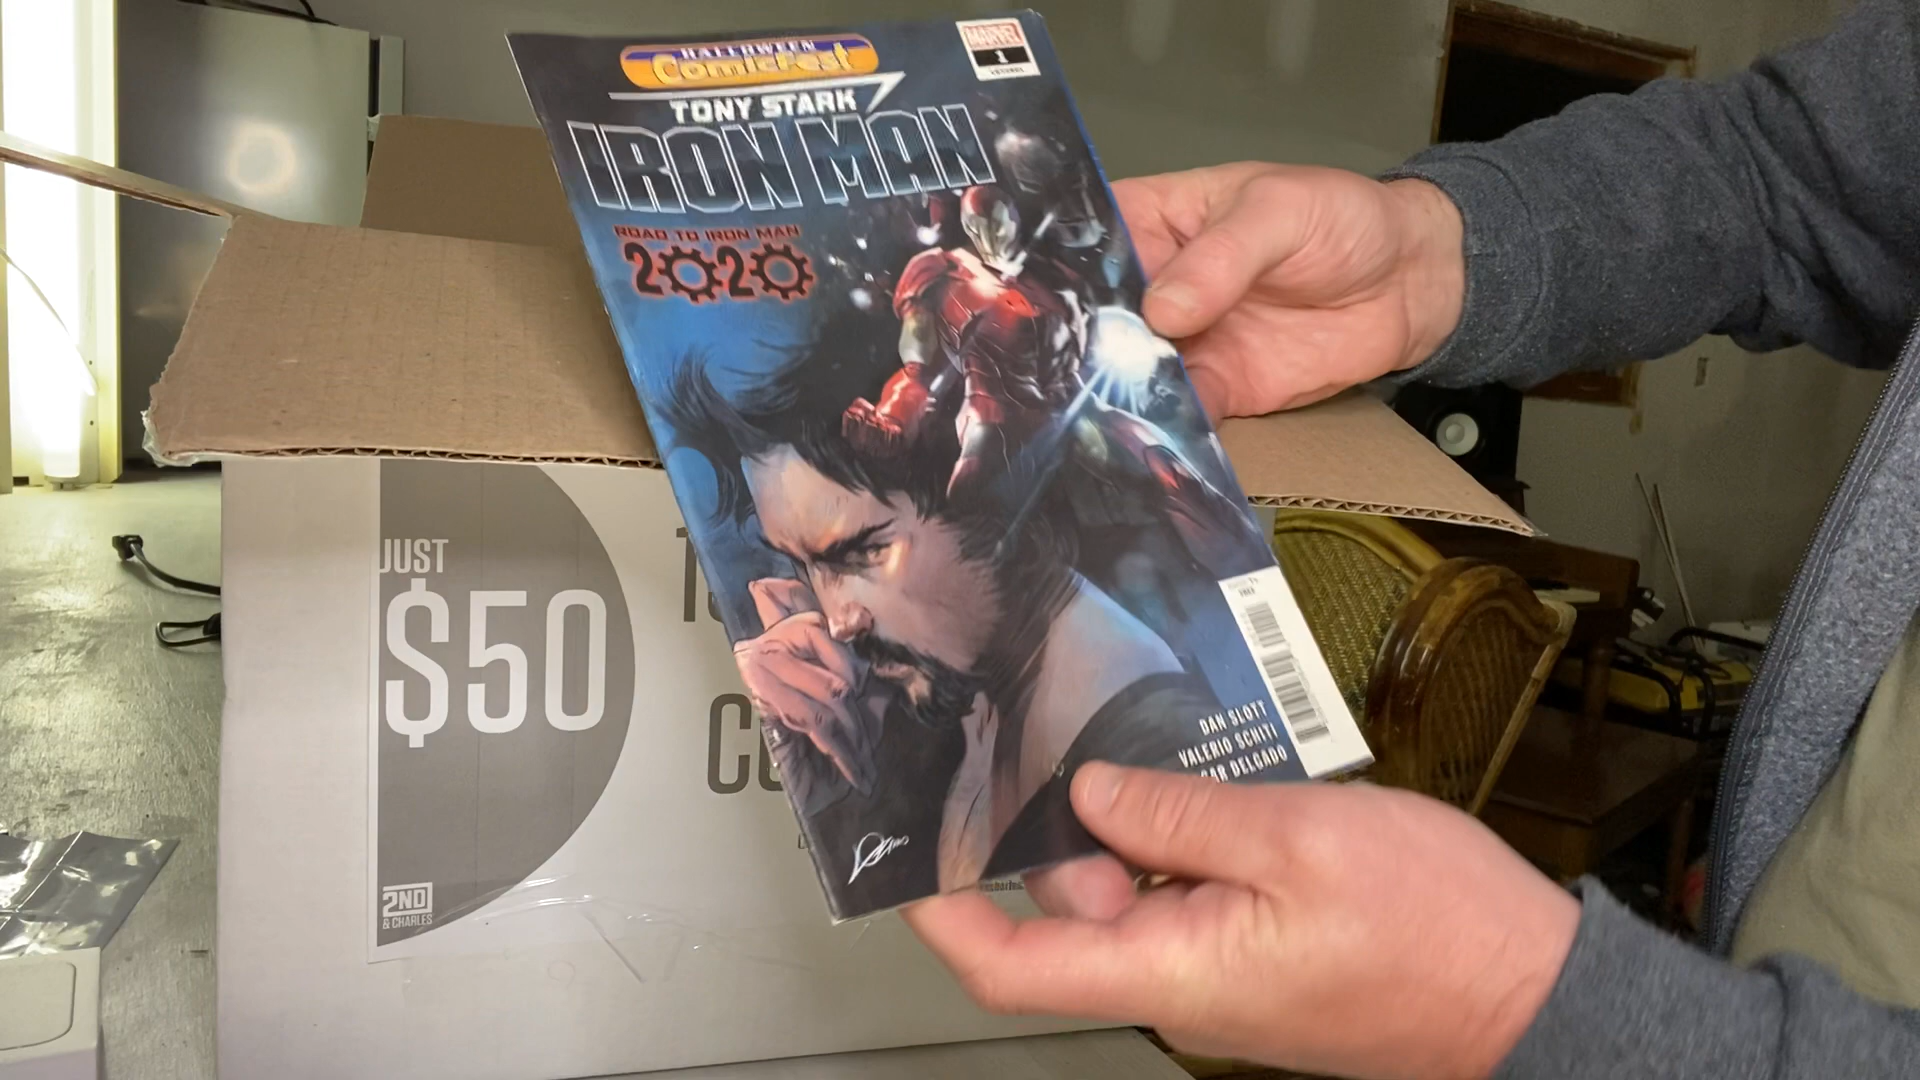 HALLOWEEN
ComicFest
MARVEL
1
TONY STARK
IRON MAN
ROAD TO IRON MAN
2020
DAN SLOTT
VALERIO SCHITI
DELGADO
JUST
$50
2ND
& CHARLES